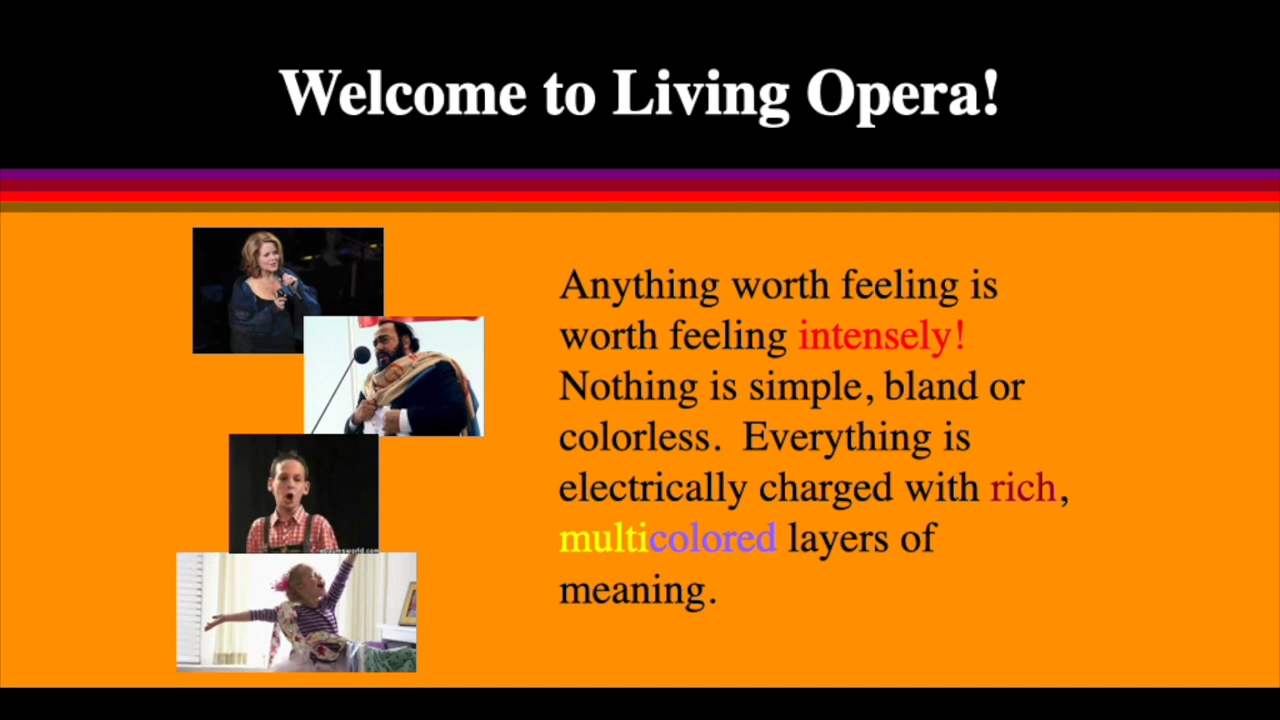 Welcome to Living Opera!
Anything worth feeling is
worth feeling intensely!
Nothing is simple, bland or
colorless.  Everything is
electrically charged with rich,
multicolored layers of
meaning.